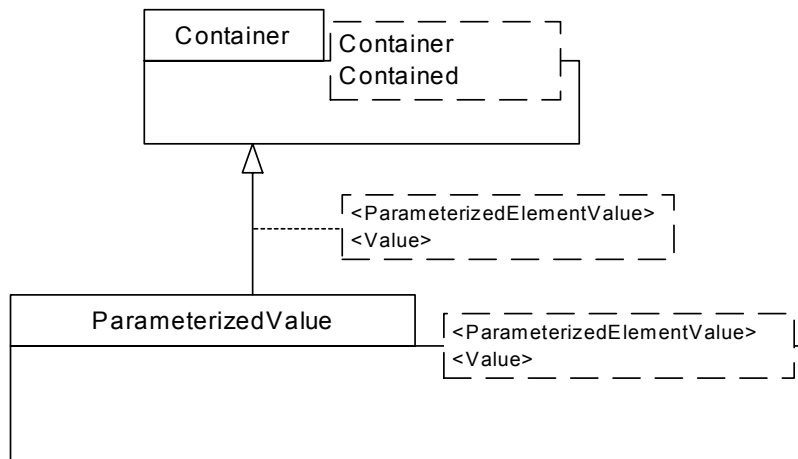 Container
Container
Contained
<ParameterizedElementValue>
<Value>
ParameterizedValue
<ParameterizedElementValue>
<Value>